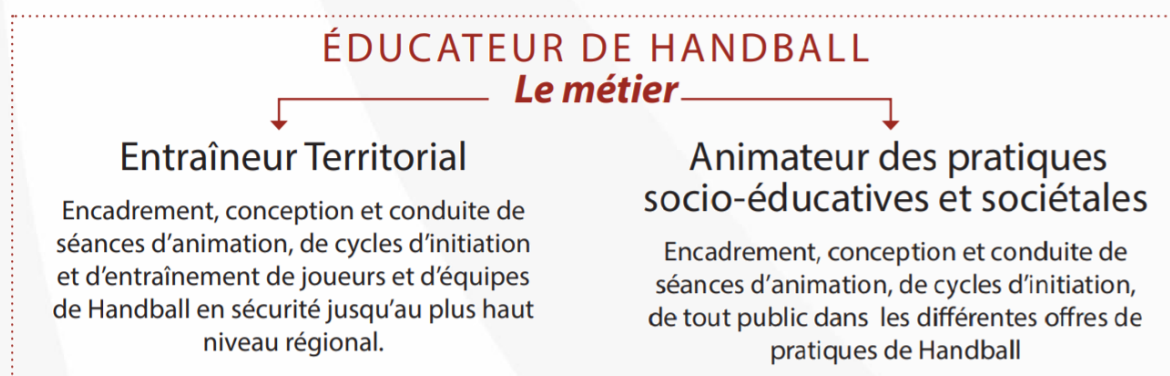 ÉDUCATEUR DE HANDBALL
Le métier
Entraîneur Territorial
Encadrement, conception et conduite de
séances d'animation, de cycles d'initiation
et d'entraînement de joueurs et d'équipes
de Handball en sécurité jusqu'au plus haut
niveau régional.
Animateur des pratiques
socio-éducatives et sociétales
Encadrement, conception et conduite de
séances d'animation, de cycles d'initiation,
de tout public dans les différentes offres de
pratiques de Handball